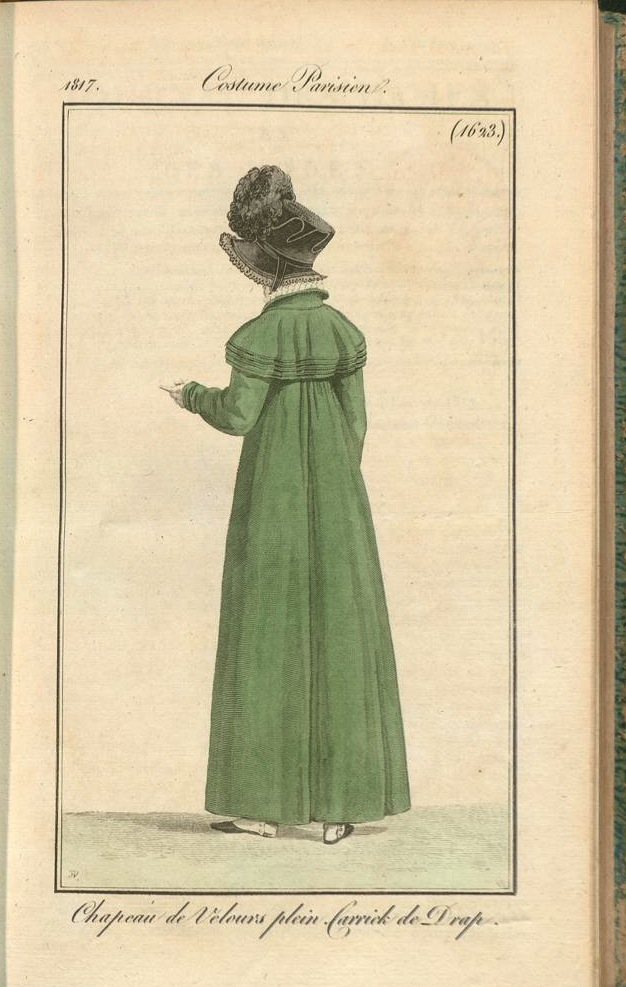 1817. Costume Parisien.
(1623.)
Chapeau de Velours plein. Carrick de Drap.